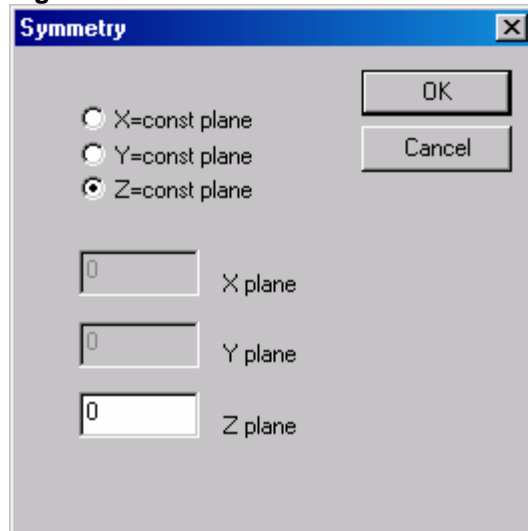 Symmetry
X=const plane
Y=const plane
Z=const plane
OK
Cancel
0
X plane
0
Y plane
0
Z plane